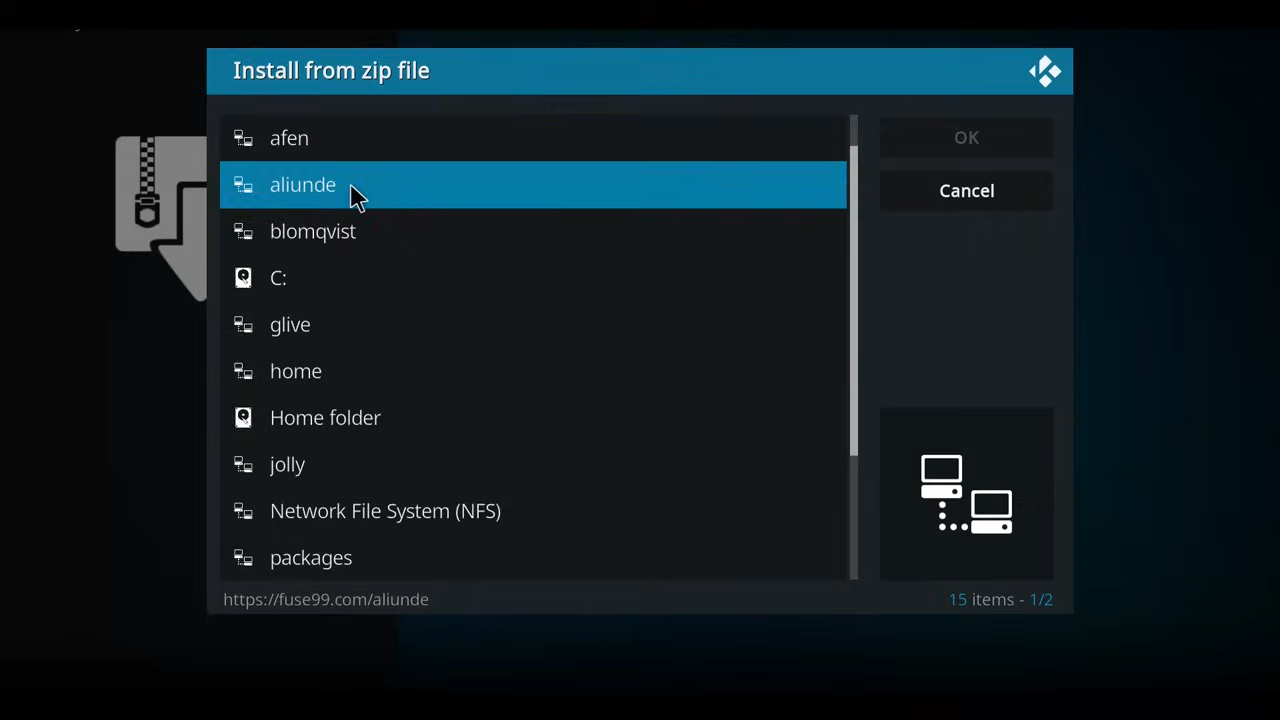 Install from zip file
afen
OK
aliunde
Cancel
blomqvist
C:
glive
home
Home folder
jolly
Network File System (NFS)
packages
https://fuse99.com/aliunde
15 items - 1/2